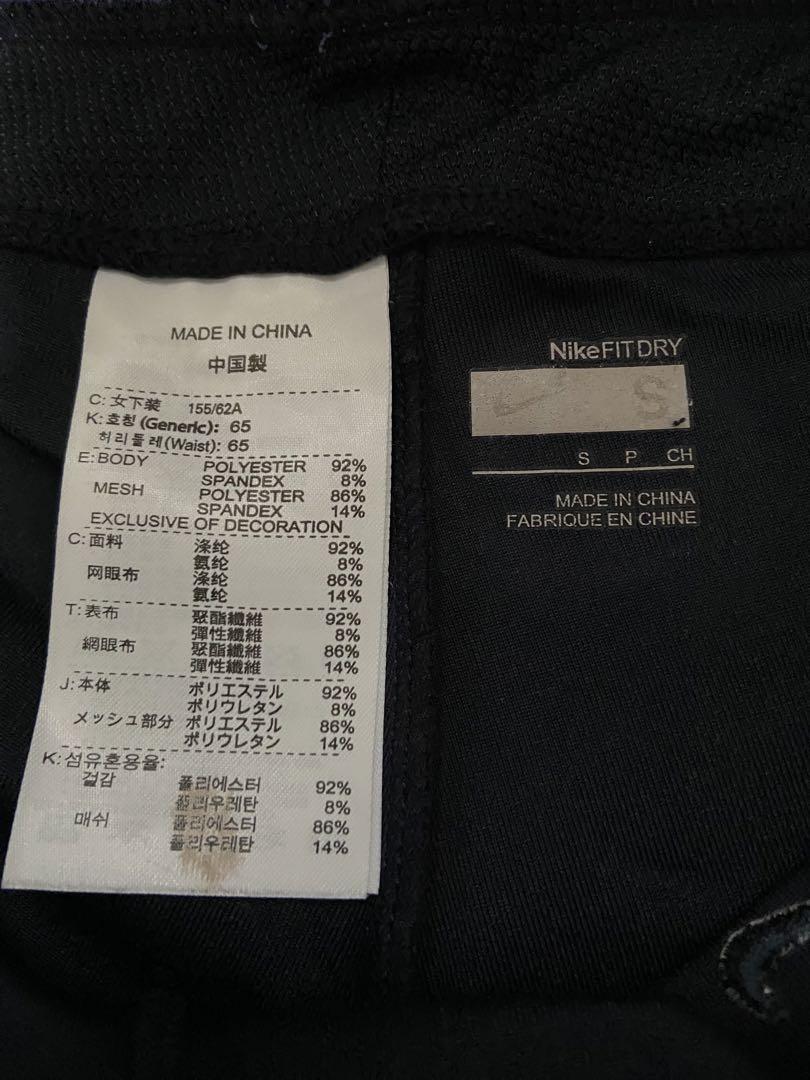 MADE IN CHINA
中国製
C: 女下装 155/62A
K: 호칭 (Generic): 65
허리둘레 (Waist): 65
E: BODY POLYESTER 92%
SPANDEX 8%
MESH POLYESTER 86%
SPANDEX 14%
EXCLUSIVE OF DECORATION
C: 面料 涤纶 92%
氨纶 8%
网眼布 涤纶 86%
氨纶 14%
T: 表布 聚酯纖維 92%
彈性纖維 8%
網眼布 聚酯纖維 86%
彈性纖維 14%
J: 本体 ポリエステル 92%
ポリウレタン 8%
メッシュ部分 ポリエステル 86%
ポリウレタン 14%
K: 섬유혼용율:
겉감 폴리에스터 92%
폴리우레탄 8%
매쉬 폴리에스터 86%
폴리우레탄 14%
NikeFITDRY
S
S P CH
MADE IN CHINA
FABRIQUE EN CHINE